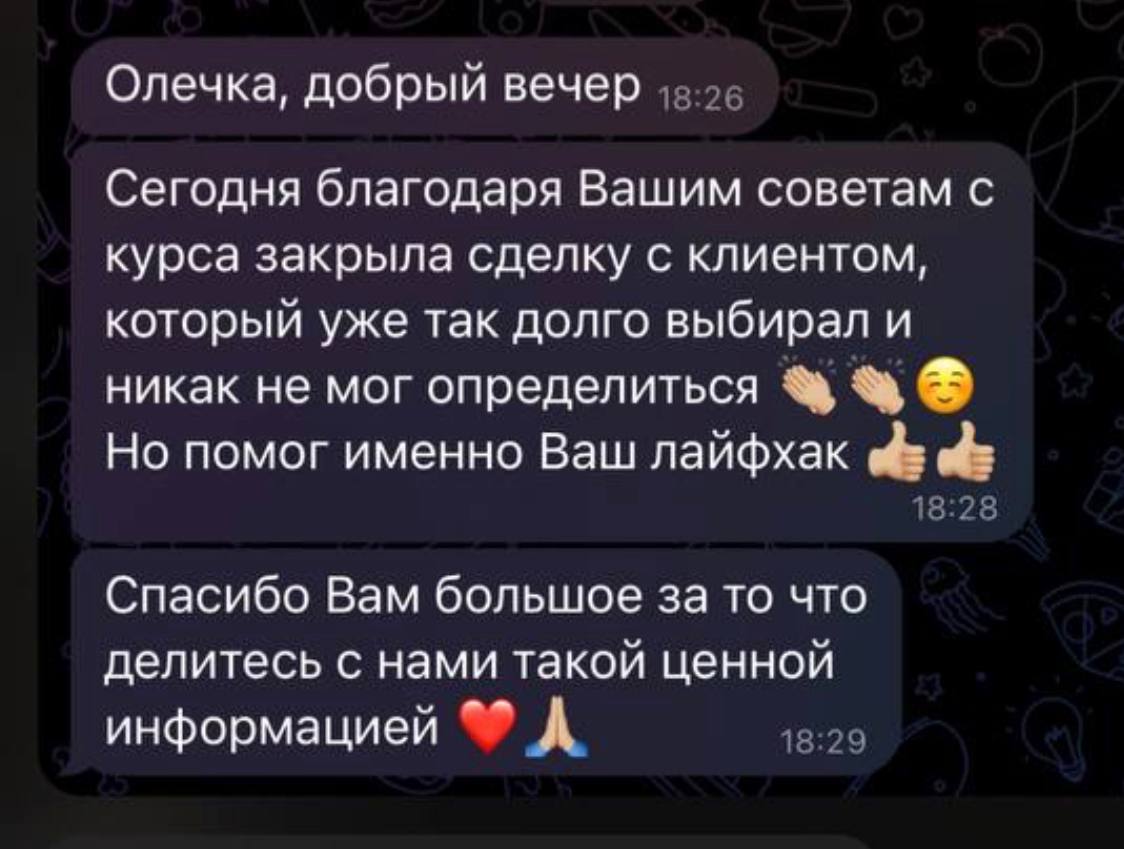 Олечка, добрый вечер 18:26
Сегодня благодаря Вашим советам с
курса закрыла сделку с клиентом,
который уже так долго выбирал и
никак не мог определиться 👏🏼👏🏼☺️
Но помог именно Ваш лайфхак 👍🏼👍🏼
18:28
Спасибо Вам большое за то что
делитесь с нами такой ценной
информацией ❤️🙏🏼 18:29